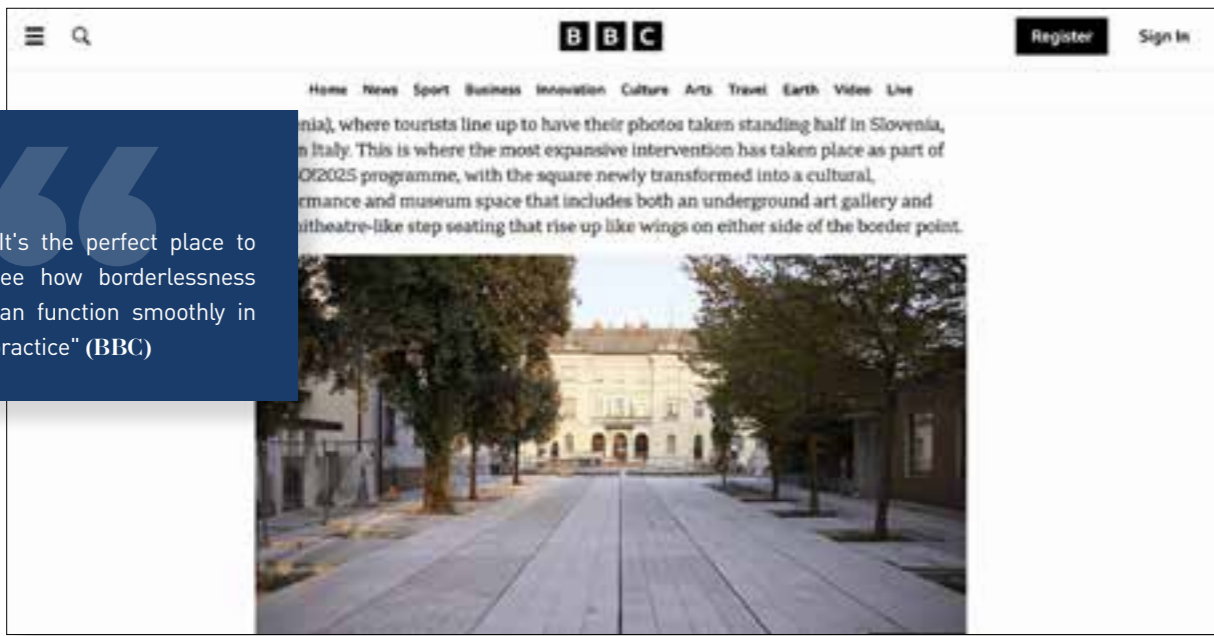 BBC
Register
Sign In
Home News Sport Business Innovation Culture Arts Travel Earth Video Live
nia), where tourists line up to have their photos taken standing half in Slovenia,
n Italy. This is where the most expansive intervention has taken place as part of
O!2025 programme, with the square newly transformed into a cultural,
rmance and museum space that includes both an underground art gallery and
itheatre-like step seating that rise up like wings on either side of the border point.
“
It's the perfect place to
ee how borderlessness
an function smoothly in
ractice" (BBC)